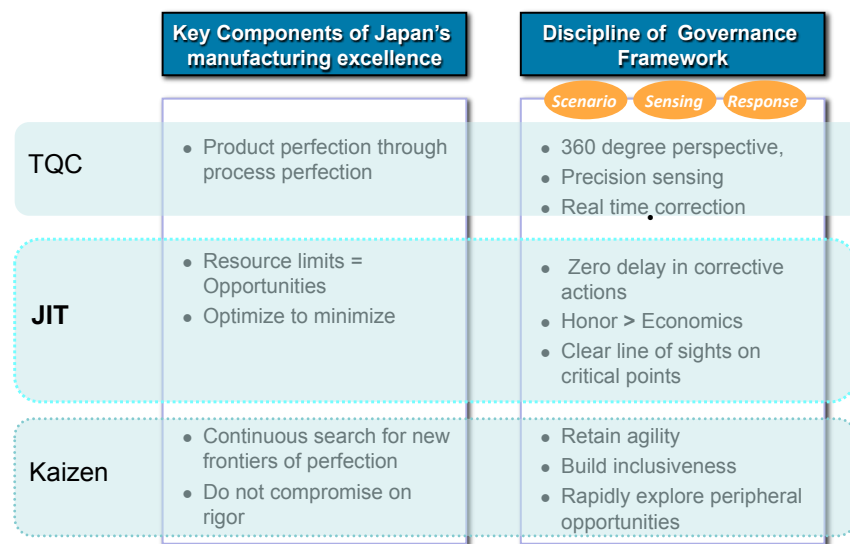 Key Components of Japan's
manufacturing excellence
Discipline of Governance
Framework
Scenario Sensing Response
TQC
• Product perfection through
process perfection
• 360 degree perspective,
• Precision sensing
• Real time correction
JIT
• Resource limits =
Opportunities
• Optimize to minimize
• Zero delay in corrective
actions
• Honor > Economics
• Clear line of sights on
critical points
Kaizen
• Continuous search for new
frontiers of perfection
• Do not compromise on
rigor
• Retain agility
• Build inclusiveness
• Rapidly explore peripheral
opportunities